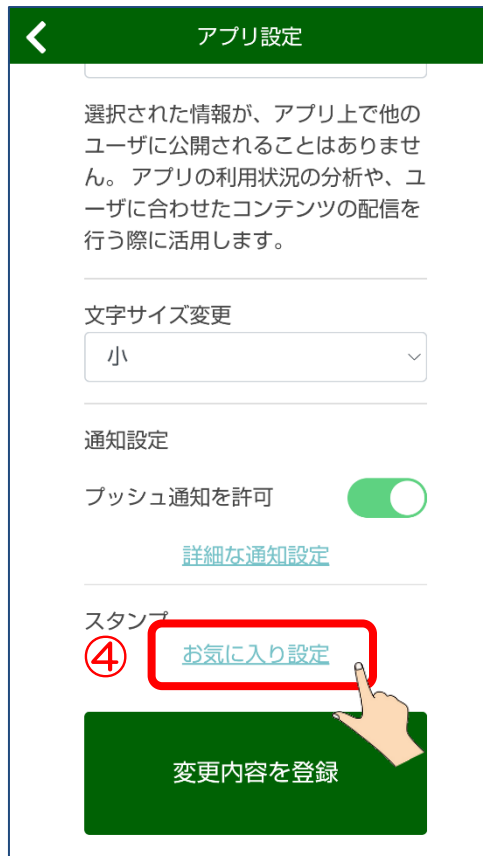 アプリ設定
選択された情報が、アプリ上で他の
ユーザに公開されることはありませ
ん。 アプリの利用状況の分析や、ユ
ーザに合わせたコンテンツの配信を
行う際に活用します。
文字サイズ変更
小
通知設定
プッシュ通知を許可
詳細な通知設定
スタンプ
④ お気に入り設定
変更内容を登録